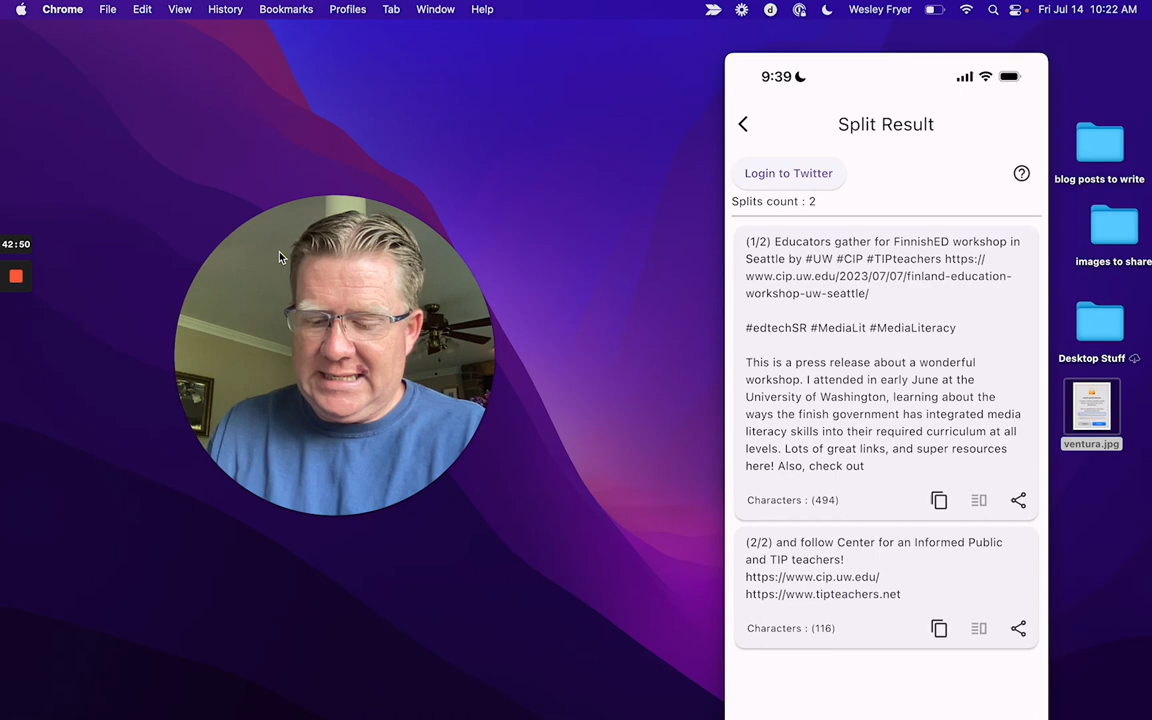 Chrome File Edit View History Bookmarks Profiles Tab Window Help Wesley Fryer Fri Jul 14 10:22 AM
9:39
Split Result
Login to Twitter
Splits count : 2
(1/2) Educators gather for FinnishED workshop in
Seattle by #UW #CIP #TIPteachers https://
www.cip.uw.edu/2023/07/07/finland-education-
workshop-uw-seattle/
#edtechSR #MediaLit #MediaLiteracy
This is a press release about a wonderful
workshop. I attended in early June at the
University of Washington, learning about the
ways the finish government has integrated media
literacy skills into their required curriculum at all
levels. Lots of great links, and super resources
here! Also, check out
Characters : (494)
(2/2) and follow Center for an Informed Public
and TIP teachers!
https://www.cip.uw.edu/
https://www.tipteachers.net
Characters : (116)
42:50
blog posts to write
images to share
Desktop Stuff
ventura.jpg